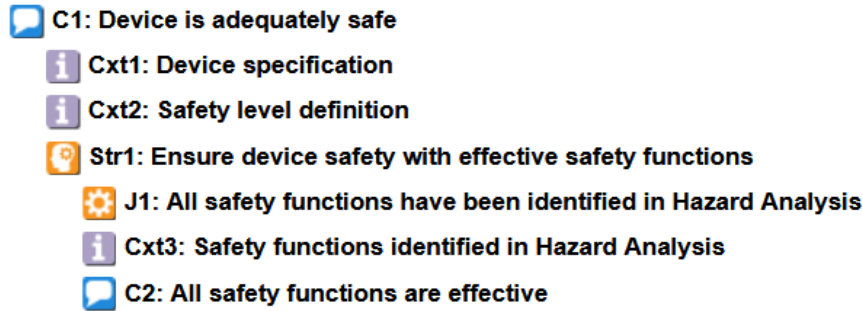 C1: Device is adequately safe
Cxt1: Device specification
Cxt2: Safety level definition
Str1: Ensure device safety with effective safety functions
J1: All safety functions have been identified in Hazard Analysis
Cxt3: Safety functions identified in Hazard Analysis
C2: All safety functions are effective